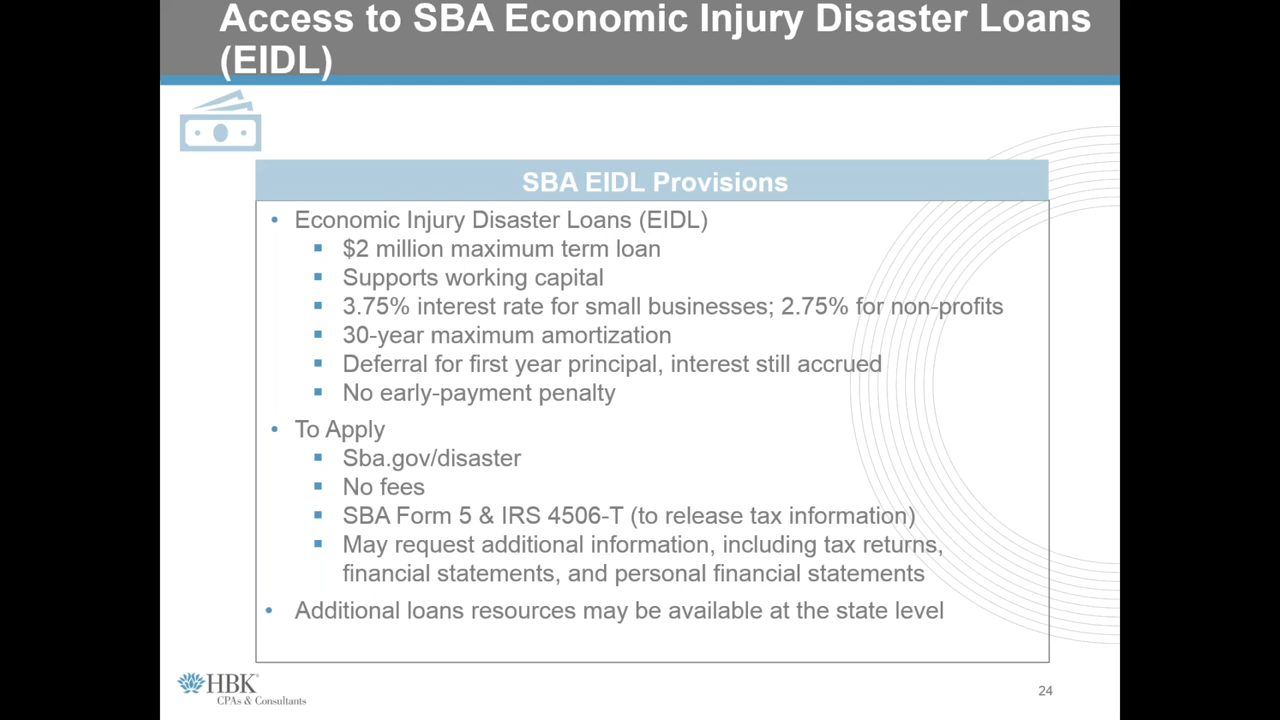 Access to SBA Economic Injury Disaster Loans
(EIDL)
SBA EIDL Provisions
• Economic Injury Disaster Loans (EIDL)
▪ $2 million maximum term loan
▪ Supports working capital
▪ 3.75% interest rate for small businesses; 2.75% for non-profits
▪ 30-year maximum amortization
▪ Deferral for first year principal, interest still accrued
▪ No early-payment penalty
• To Apply
▪ Sba.gov/disaster
▪ No fees
▪ SBA Form 5 & IRS 4506-T (to release tax information)
▪ May request additional information, including tax returns,
financial statements, and personal financial statements
• Additional loans resources may be available at the state level
HBK
CPAs & Consultants
24